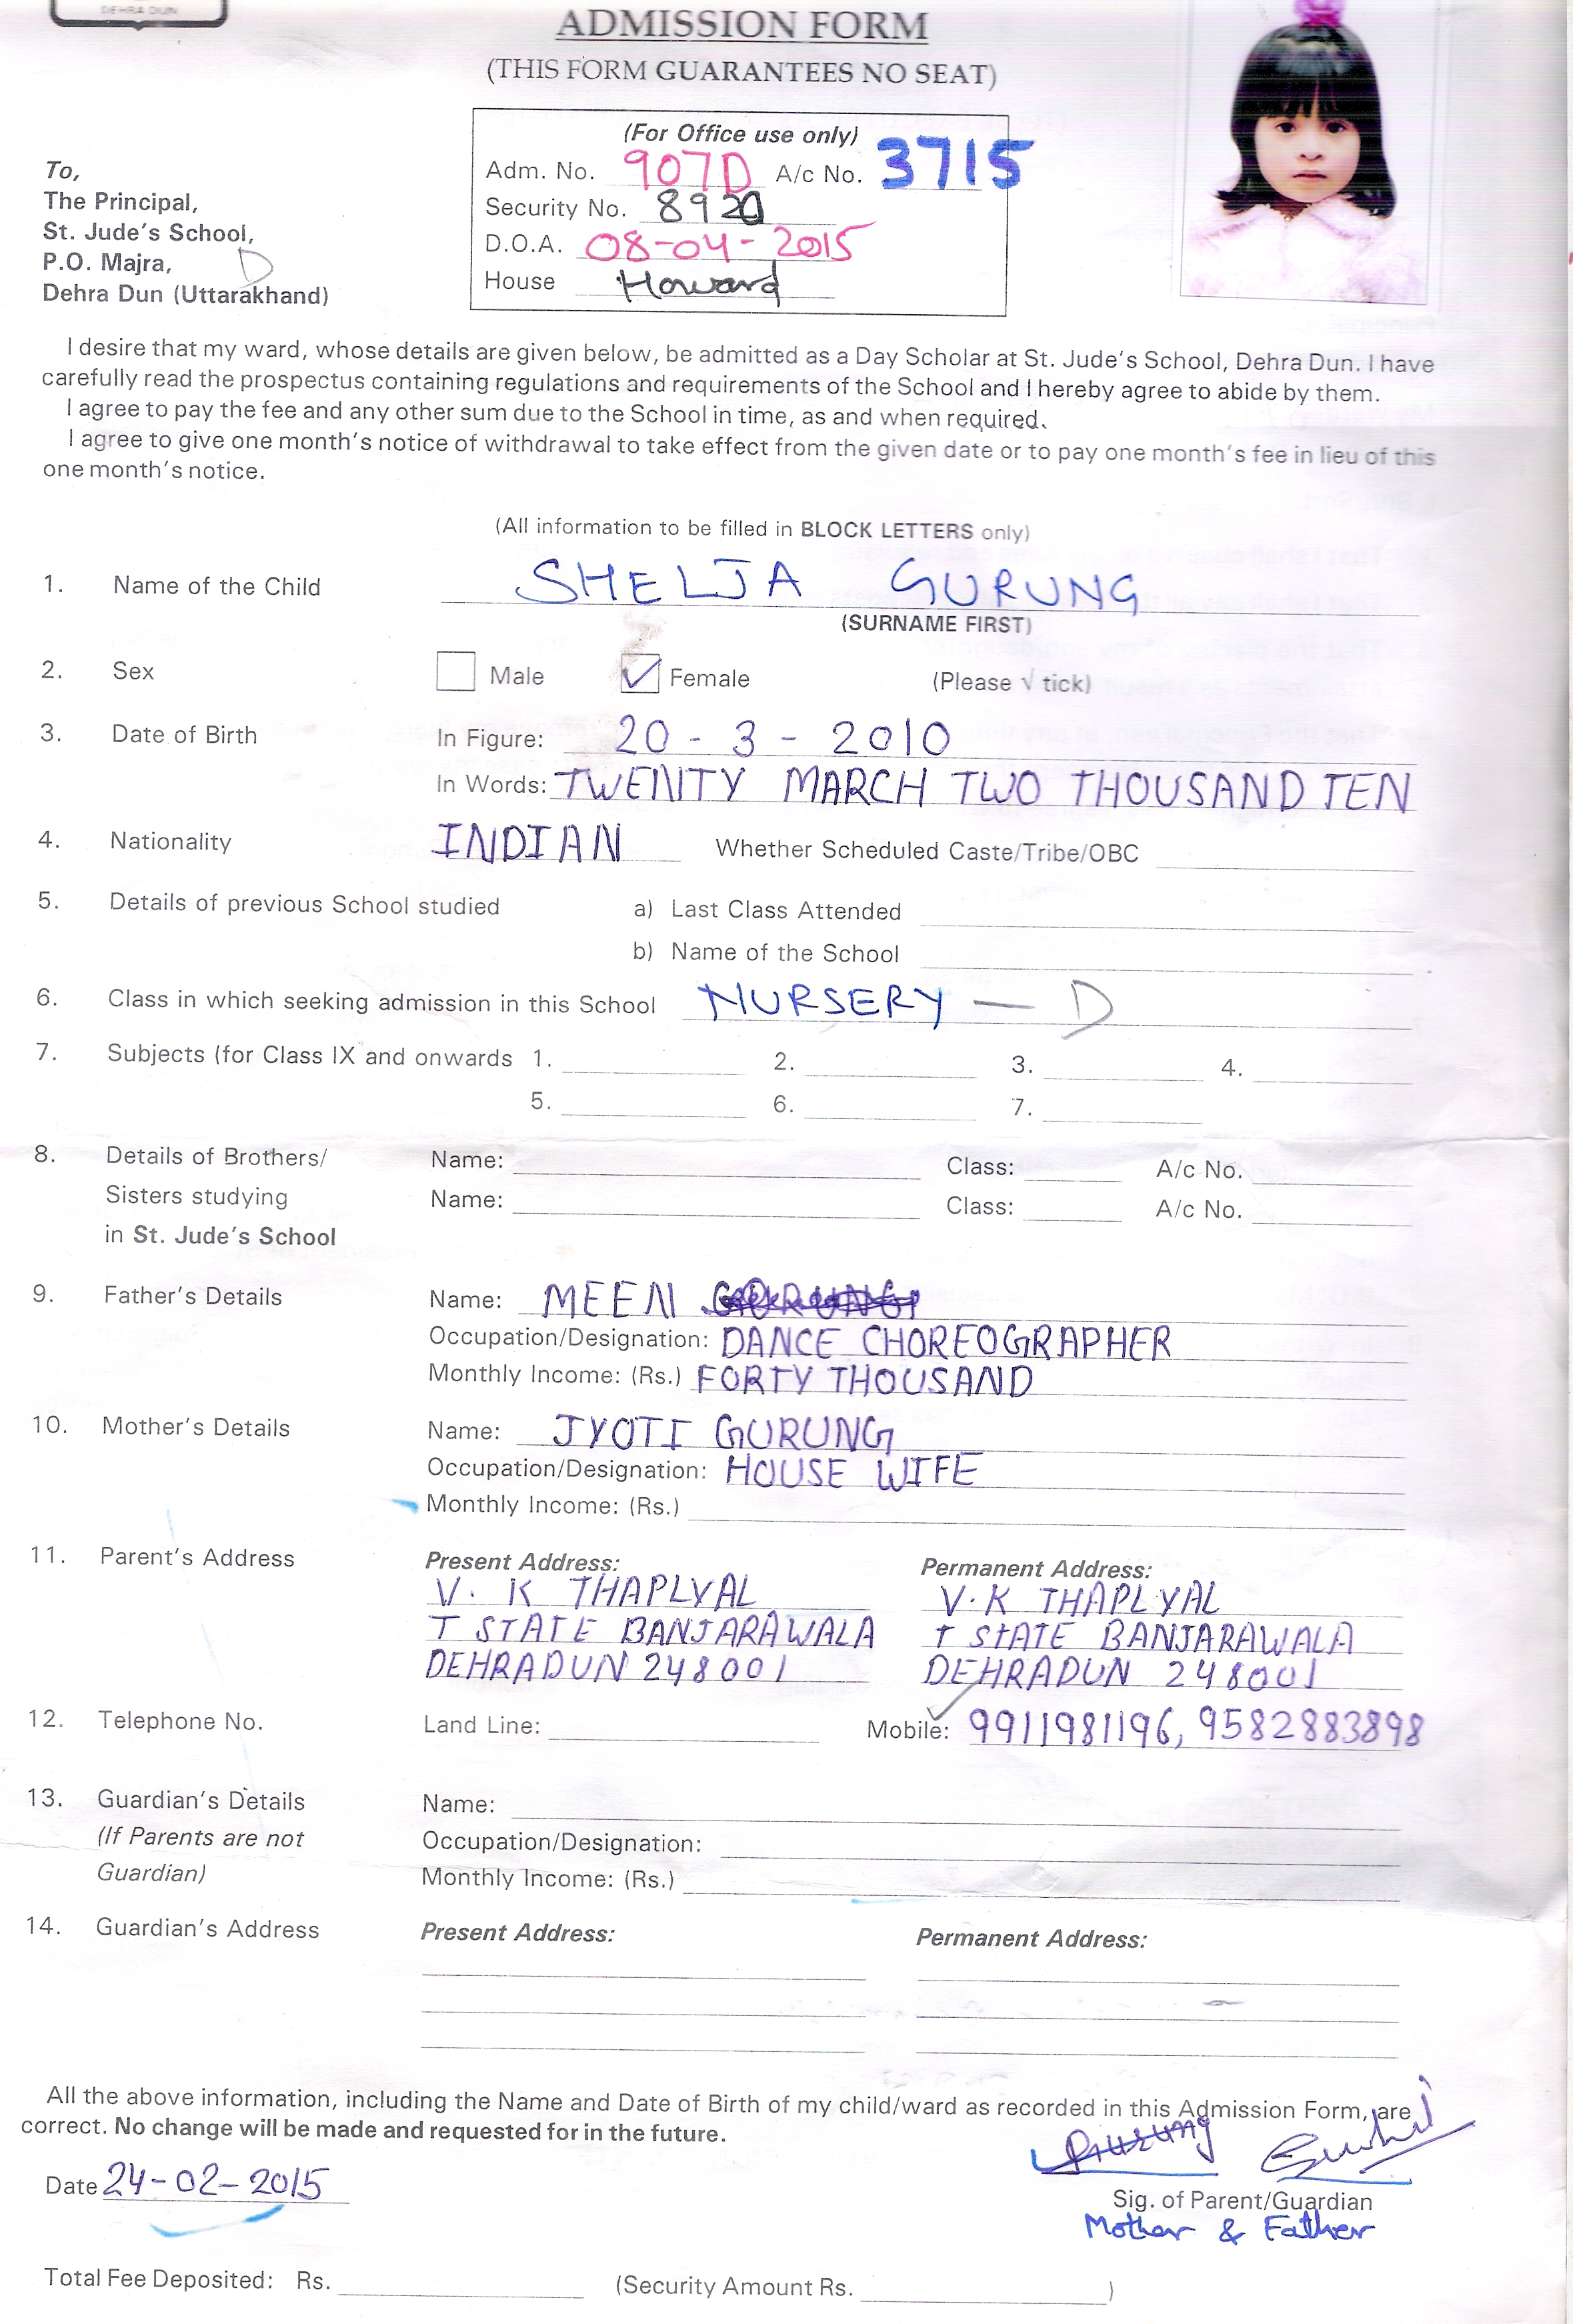 DEHRA DUN
ADMISSION FORM
(THIS FORM GUARANTEES NO SEAT)
(For Office use only)
Adm. No. 907D A/c No. 3715
Security No. 8920
D.O.A. 08-04-2015
House Howard
To,
The Principal,
St. Jude's School,
P.O. Majra, D
Dehra Dun (Uttarakhand)
I desire that my ward, whose details are given below, be admitted as a Day Scholar at St. Jude's School, Dehra Dun. I have
carefully read the prospectus containing regulations and requirements of the School and I hereby agree to abide by them.
I agree to pay the fee and any other sum due to the School in time, as and when required.
I agree to give one month's notice of withdrawal to take effect from the given date or to pay one month's fee in lieu of this
one month's notice.
(All information to be filled in BLOCK LETTERS only)
1. Name of the Child SHELJA GURUNG
(SURNAME FIRST)
2. Sex Male ✓ Female (Please √ tick)
3. Date of Birth In Figure: 20 - 3 - 2010
In Words: TWENTY MARCH TWO THOUSAND TEN
4. Nationality INDIAN Whether Scheduled Caste/Tribe/OBC
5. Details of previous School studied a) Last Class Attended
b) Name of the School
6. Class in which seeking admission in this School NURSERY — D
7. Subjects (for Class IX and onwards 1. 2. 3. 4.
5. 6. 7.
8. Details of Brothers/ Name: Class: A/c No.
Sisters studying Name: Class: A/c No.
in St. Jude's School
9. Father's Details Name: MEEN GURUNG
Occupation/Designation: DANCE CHOREOGRAPHER
Monthly Income: (Rs.) FORTY THOUSAND
10. Mother's Details Name: JYOTI GURUNG
Occupation/Designation: HOUSE WIFE
Monthly Income: (Rs.)
11. Parent's Address Present Address: Permanent Address:
V. K THAPLYAL V.K THAPLYAL
T STATE BANJARAWALA T STATE BANJARAWALA
DEHRADUN 248001 DEHRADUN 248001
12. Telephone No. Land Line: Mobile: 9911981196, 9582883898
13. Guardian's Details Name:
(If Parents are not Occupation/Designation:
Guardian) Monthly Income: (Rs.)
14. Guardian's Address Present Address: Permanent Address:
All the above information, including the Name and Date of Birth of my child/ward as recorded in this Admission Form, are
correct. No change will be made and requested for in the future.
Date 24-02-2015
Sig. of Parent/Guardian
Mother & Father
Total Fee Deposited: Rs. (Security Amount Rs. )